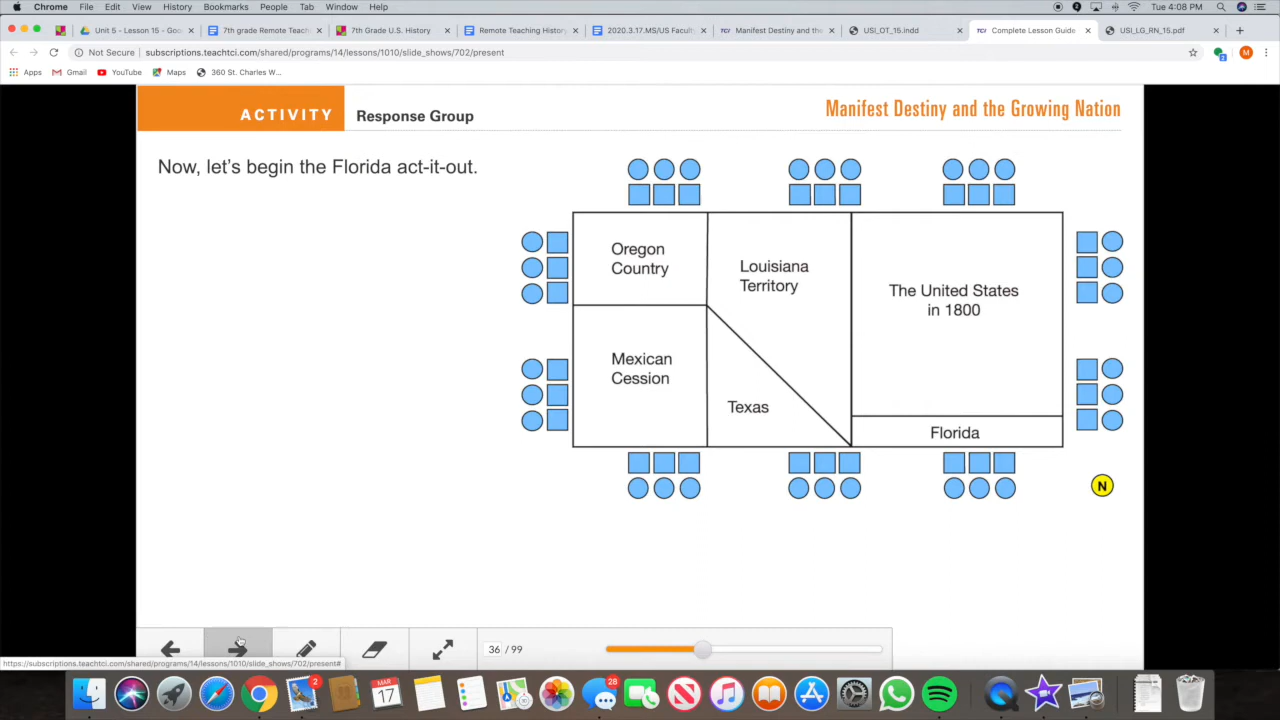 Chrome File Edit View History Bookmarks People Tab Window Help Tue 4:08 PM
Unit 5 - Lesson 15 - Goo
7th grade Remote Teach
7th Grade U.S. History
Remote Teaching History
2020.3.17.MS/US Facult
Manifest Destiny and the
USI_OT_15.indd
Complete Lesson Guide
USI_LG_RN_15.pdf
Not Secure subscriptions.teachtci.com/shared/programs/14/lessons/1010/slide_shows/702/present
Apps Gmail YouTube Maps 360 St. Charles W...
ACTIVITY Response Group Manifest Destiny and the Growing Nation
Now, let's begin the Florida act-it-out.
Oregon
Country
Louisiana
Territory
The United States
in 1800
Mexican
Cession
Texas
Florida
N
36 / 99
https://subscriptions.teachtci.com/shared/programs/14/lessons/1010/slide_shows/702/present#
2
MAR
17
28